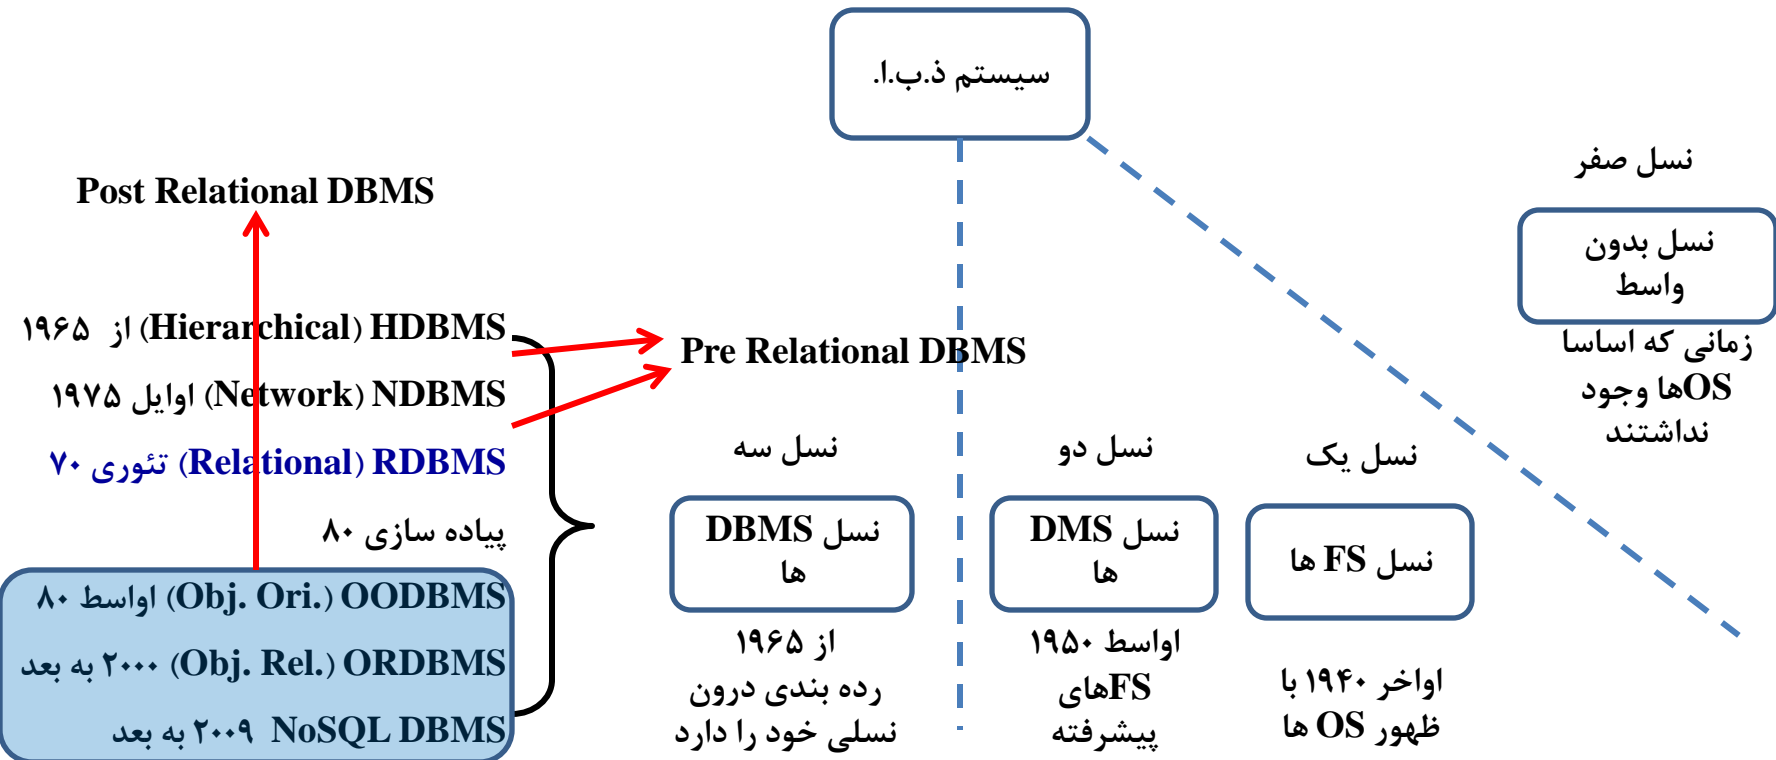 سیستم ذ.ب.ا.
نسل صفر
نسل بدون
واسط
زمانی که اساسا
OSها وجود
نداشتند
نسل یک
نسل FS ها
اواخر ۱۹۴۰ با
ظهور OS ها
نسل دو
نسل DMS
ها
اواسط ۱۹۵۰
FSهای
پیشرفته
نسل سه
نسل DBMS
ها
از ۱۹۶۵
رده بندی درون
نسلی خود را دارد
Pre Relational DBMS
Post Relational DBMS
HDBMS (Hierarchical) از ۱۹۶۵
NDBMS (Network) اوایل ۱۹۷۵
RDBMS (Relational) تئوری ۷۰
پیاده سازی ۸۰
OODBMS (Obj. Ori.) اواسط ۸۰
ORDBMS (Obj. Rel.) ۲۰۰۰ به بعد
NoSQL DBMS ۲۰۰۹ به بعد